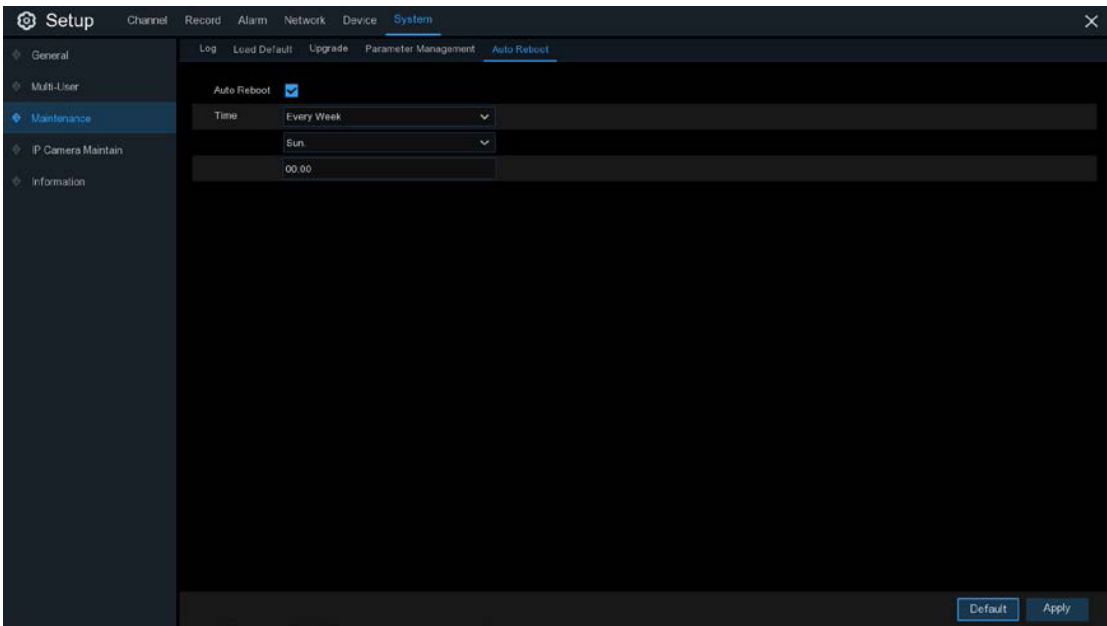 Setup Channel Record Alarm Network Device System
Log Load Default Upgrade Parameter Management Auto Reboot
General
Multi-User
Maintenance
IP Camera Maintain
Information
Auto Reboot
Time Every Week
Sun.
00:00
Default Apply